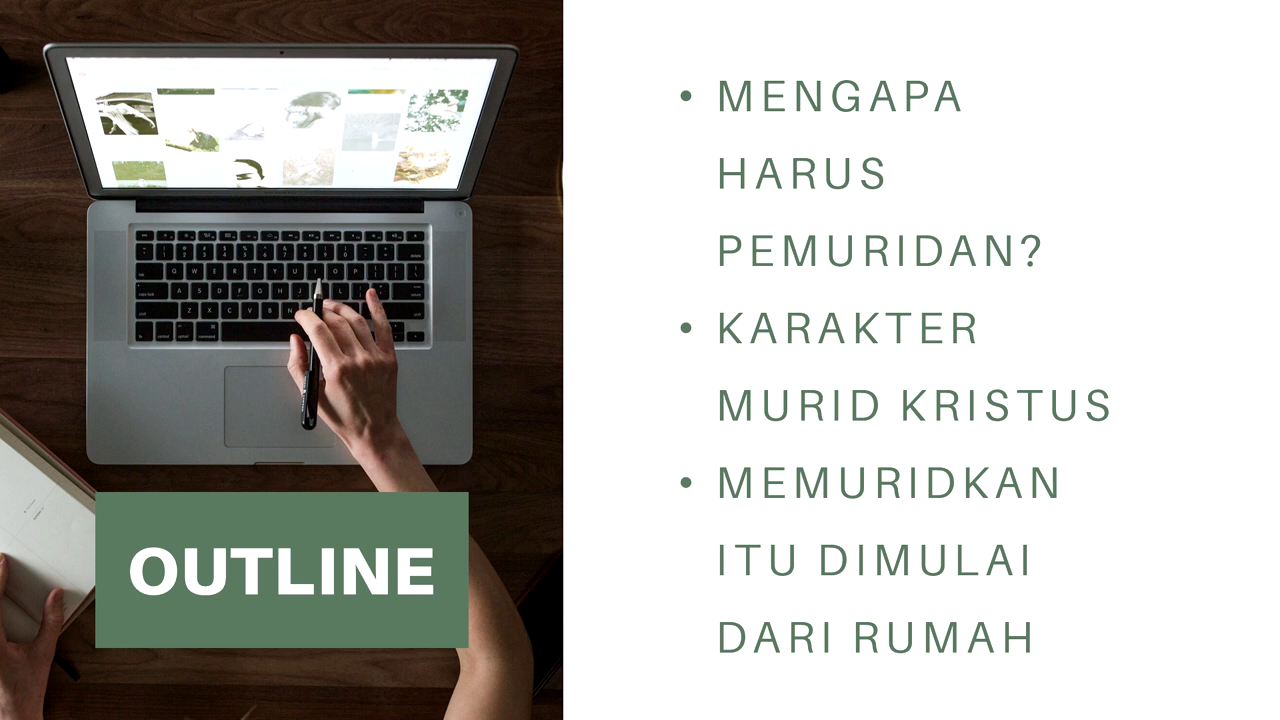 OUTLINE
• MENGAPA
HARUS
PEMURIDAN?
• KARAKTER
MURID KRISTUS
• MEMURIDKAN
ITU DIMULAI
DARI RUMAH